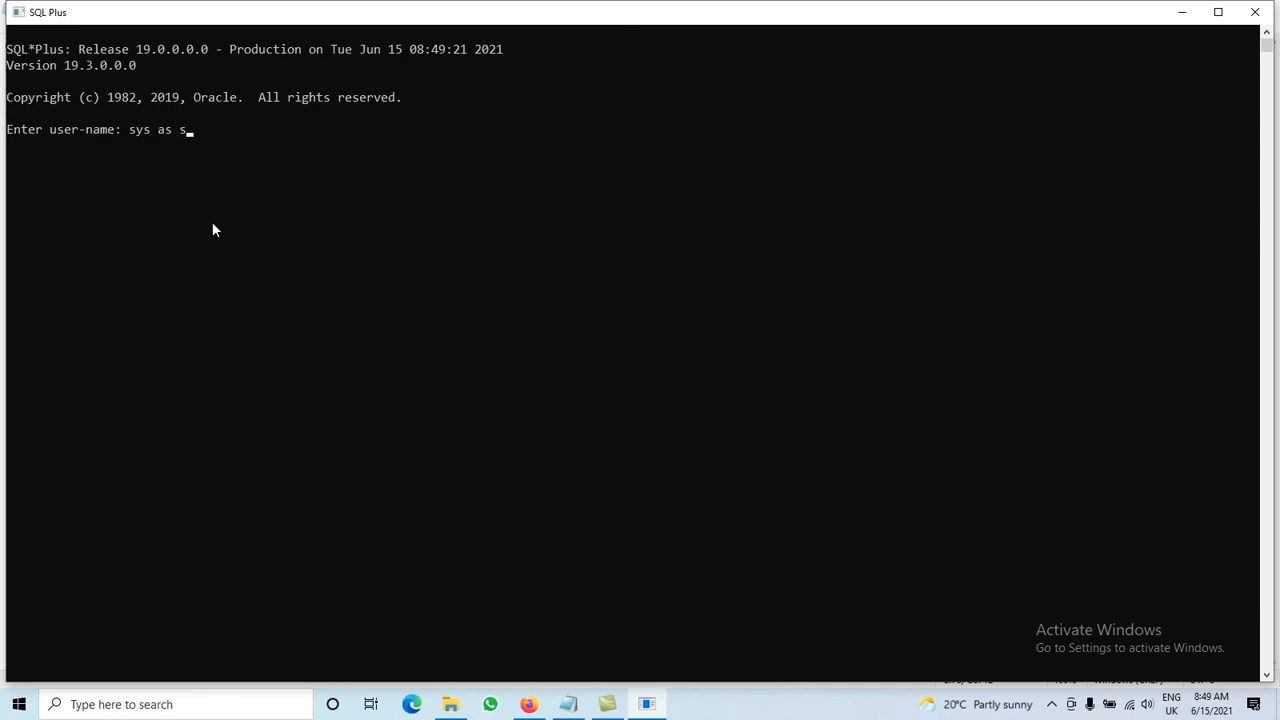 SQL Plus
SQL*Plus: Release 19.0.0.0.0 - Production on Tue Jun 15 08:49:21 2021
Version 19.3.0.0.0
Copyright (c) 1982, 2019, Oracle.  All rights reserved.
Enter user-name: sys as s_
Activate Windows
Go to Settings to activate Windows.
Type here to search
20°C Partly sunny
ENG
UK
8:49 AM
6/15/2021